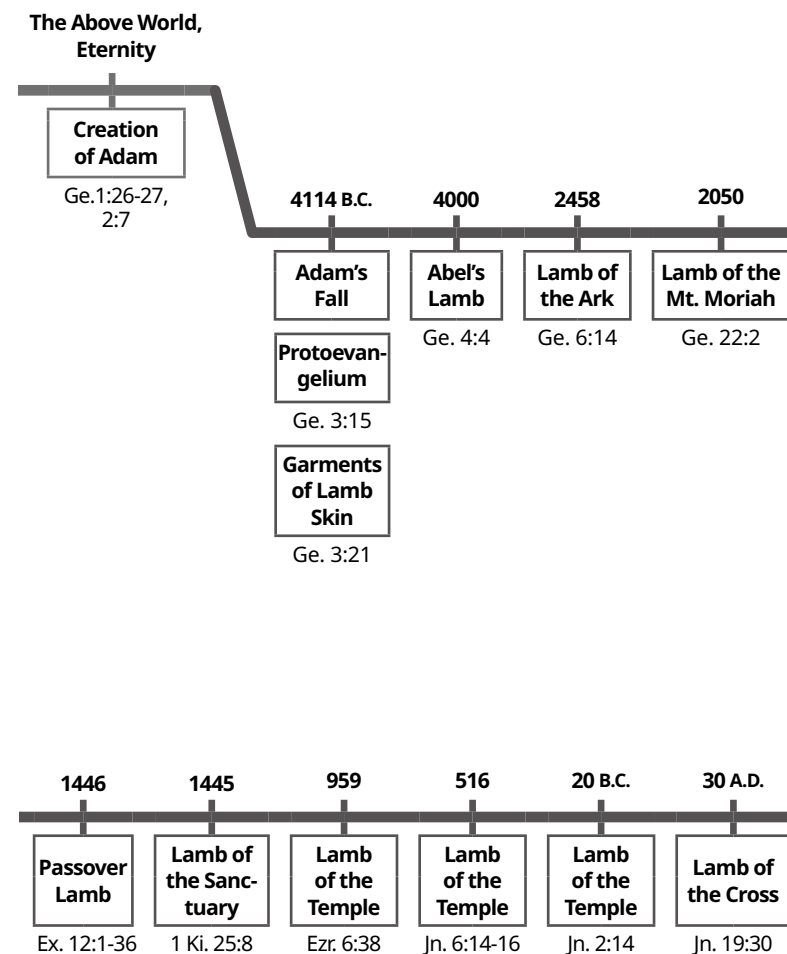 The Above World,
Eternity
Creation
of Adam
Ge.1:26-27,
2:7
4114 B.C.
4000
2458
2050
Adam’s
Fall
Abel’s
Lamb
Lamb of
the Ark
Lamb of the
Mt. Moriah
Ge. 4:4
Ge. 6:14
Ge. 22:2
Protoevan-
gelium
Ge. 3:15
Garments
of Lamb
Skin
Ge. 3:21
1446
1445
959
516
20 B.C.
30 A.D.
Passover
Lamb
Lamb of
the Sanc-
tuary
Lamb
of the
Temple
Lamb
of the
Temple
Lamb
of the
Temple
Lamb of
the Cross
Ex. 12:1-36
1 Ki. 25:8
Ezr. 6:38
Jn. 6:14-16
Jn. 2:14
Jn. 19:30